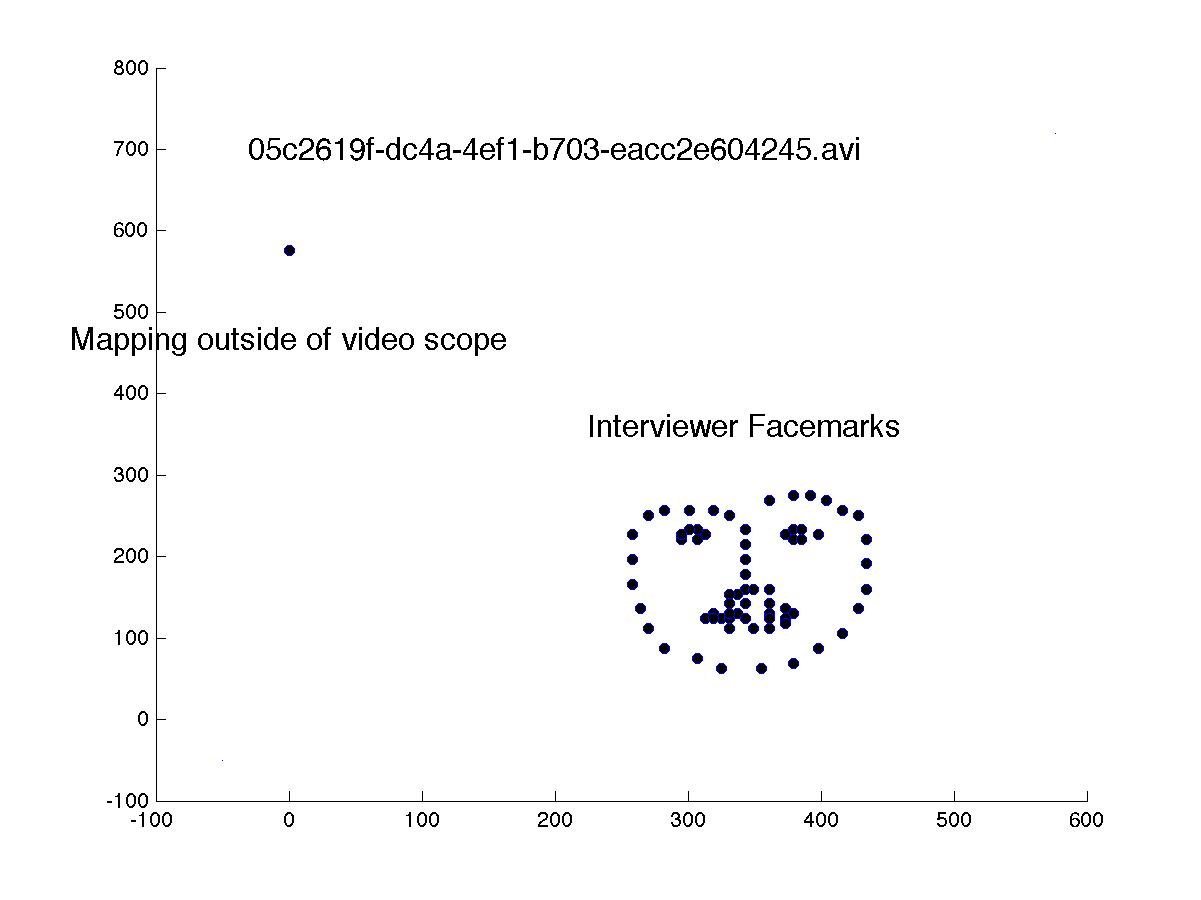 800
700
05c2619f-dc4a-4ef1-b703-eacc2e604245.avi
600
500
Mapping outside of video scope
400
Interviewer Facemarks
300
200
100
0
-100
-100 0 100 200 300 400 500 600